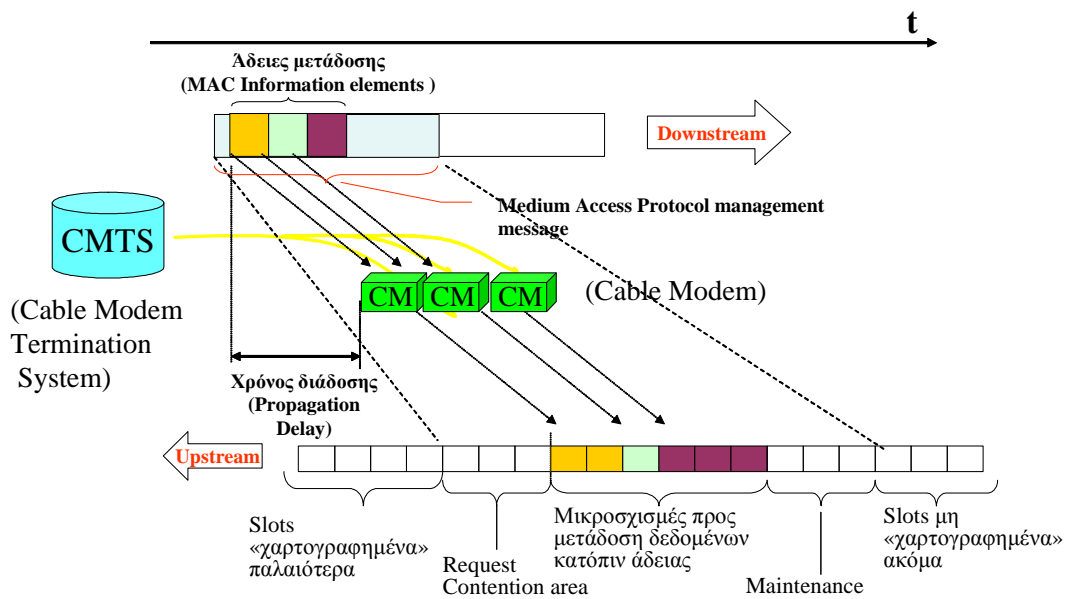 t
Άδειες μετάδοσης
(MAC Information elements )
Downstream
Medium Access Protocol management
message
CMTS
CM
CM
CM
(Cable Modem)
(Cable Modem
Termination
System)
Χρόνος διάδοσης
(Propagation
Delay)
Upstream
Slots
«χαρτογραφημένα»
παλαιότερα
Request
Contention area
Μικροσχισμές προς
μετάδοση δεδομένων
κατόπιν άδειας
Maintenance
Slots μη
«χαρτογραφημένα»
ακόμα